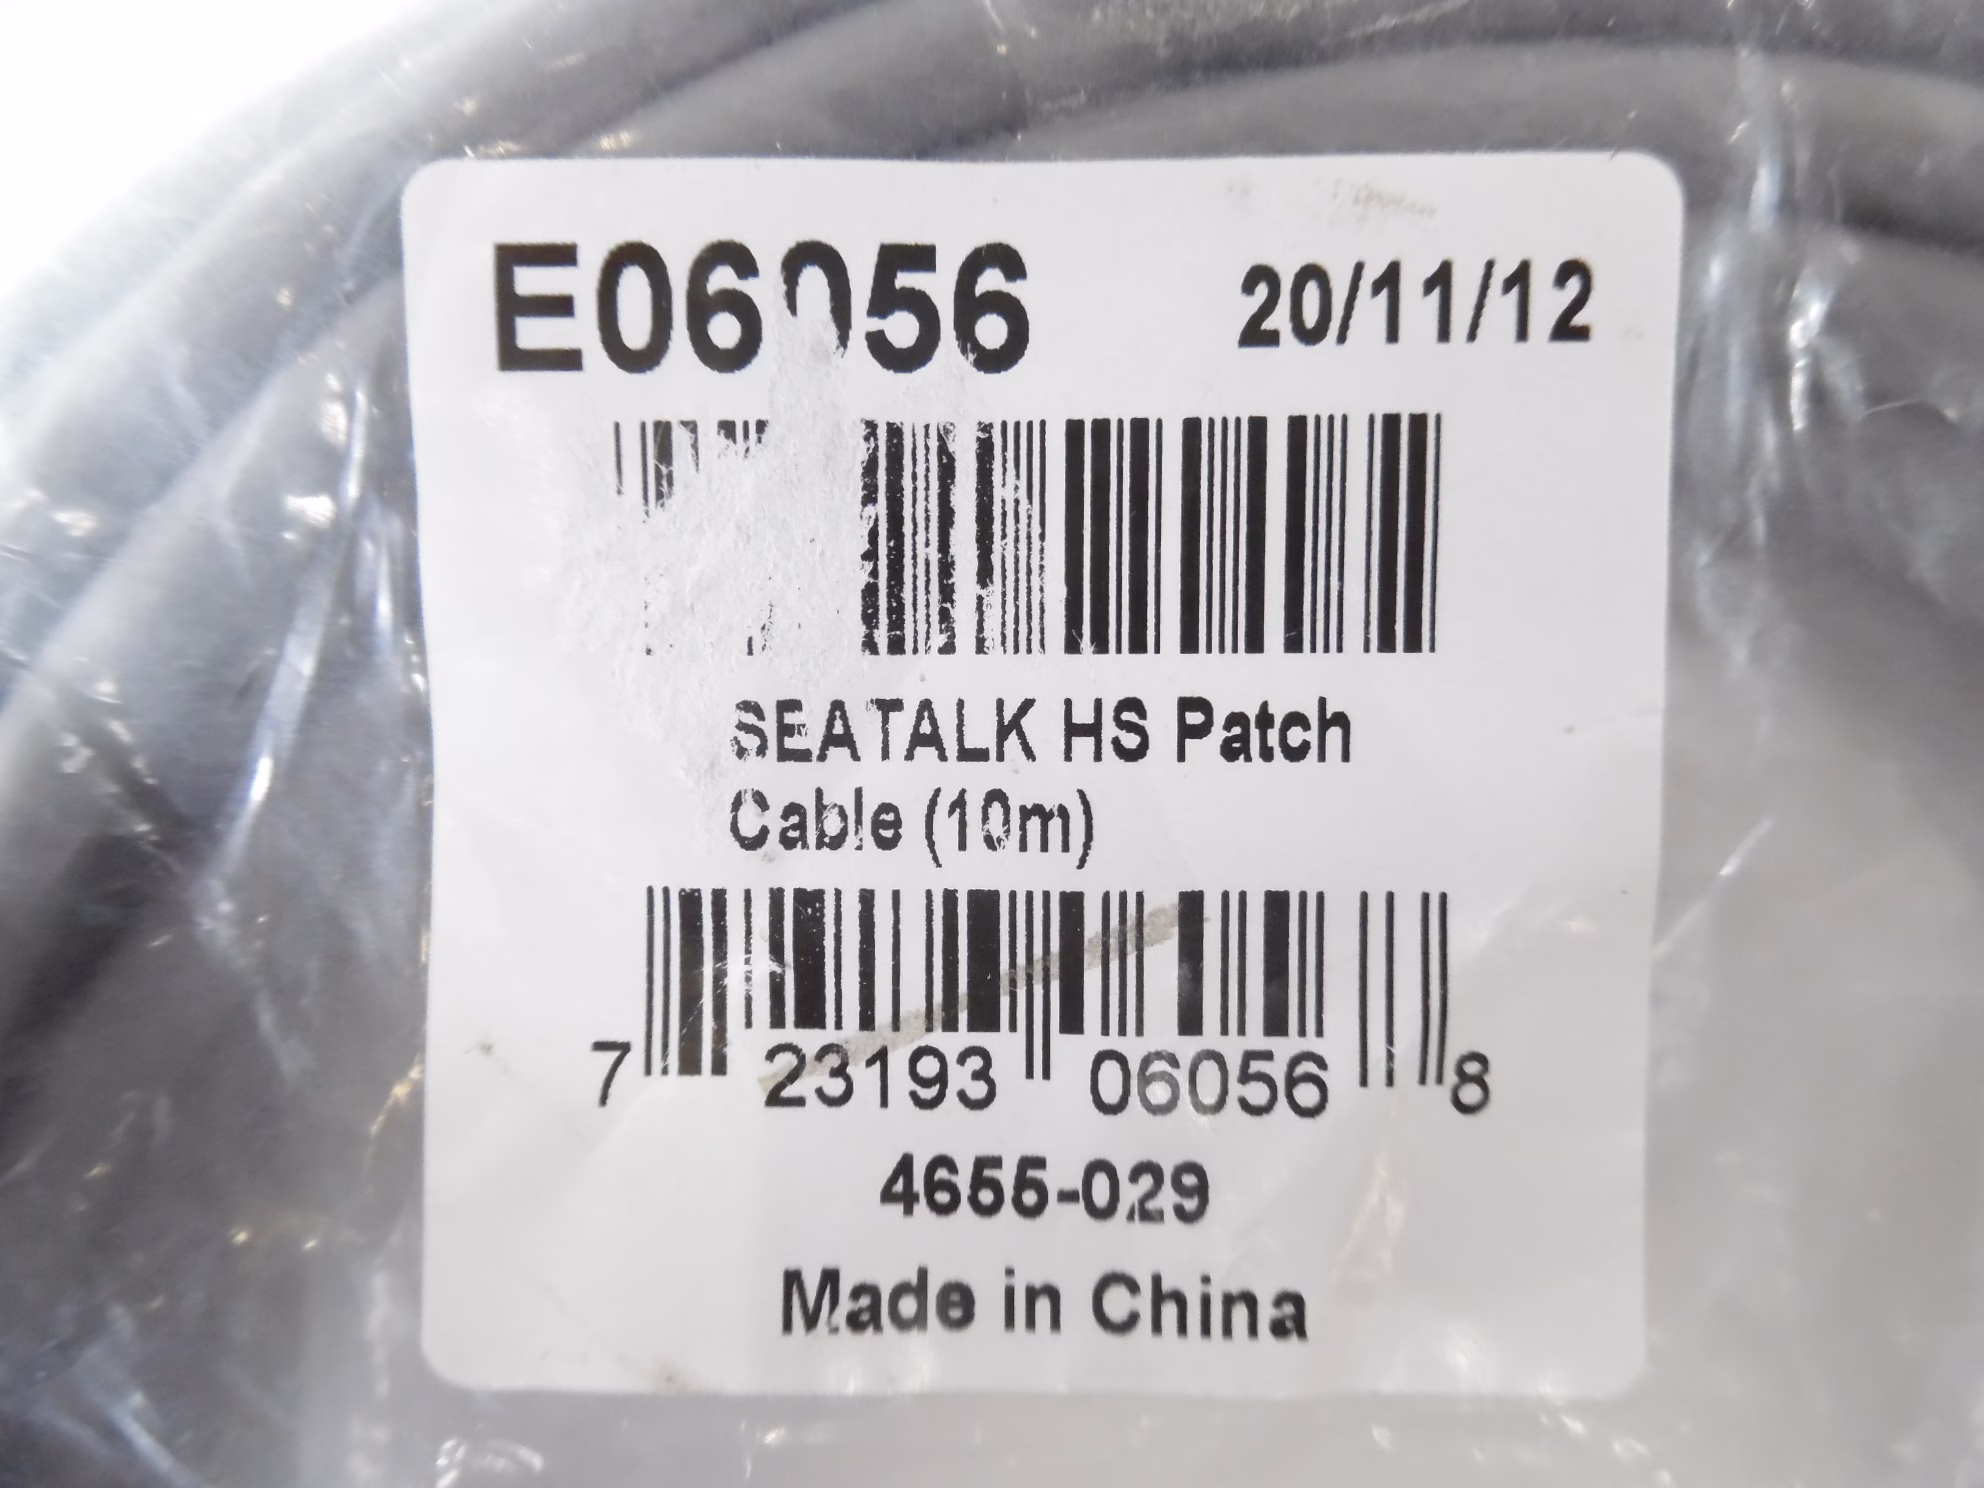 E06056 20/11/12
SEATALK HS Patch
Cable (10m)
7 23193 06056 8
4655-029
Made in China